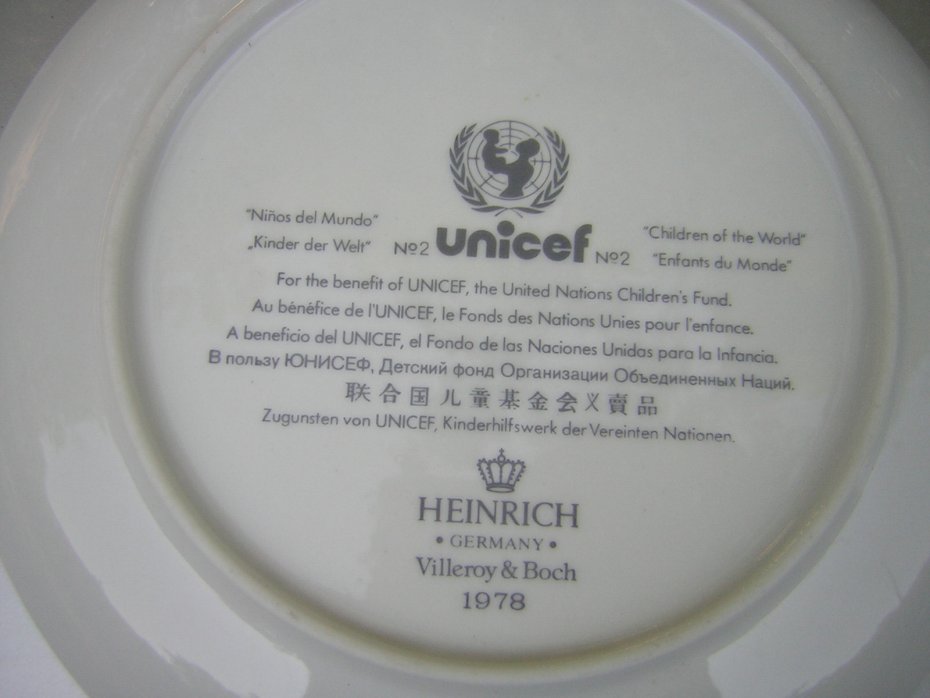 "Niños del Mundo" "Children of the World"
„Kinder der Welt" Nº2 unicef Nº2 "Enfants du Monde"
For the benefit of UNICEF, the United Nations Children's Fund.
Au bénéfice de l'UNICEF, le Fonds des Nations Unies pour l'enfance.
A beneficio del UNICEF, el Fondo de las Naciones Unidas para la Infancia.
В пользу ЮНИСЕФ, Детский фонд Организации Объединенных Наций.
联合国儿童基金会义賣品
Zugunsten von UNICEF, Kinderhilfswerk der Vereinten Nationen.
HEINRICH
• GERMANY •
Villeroy & Boch
1978